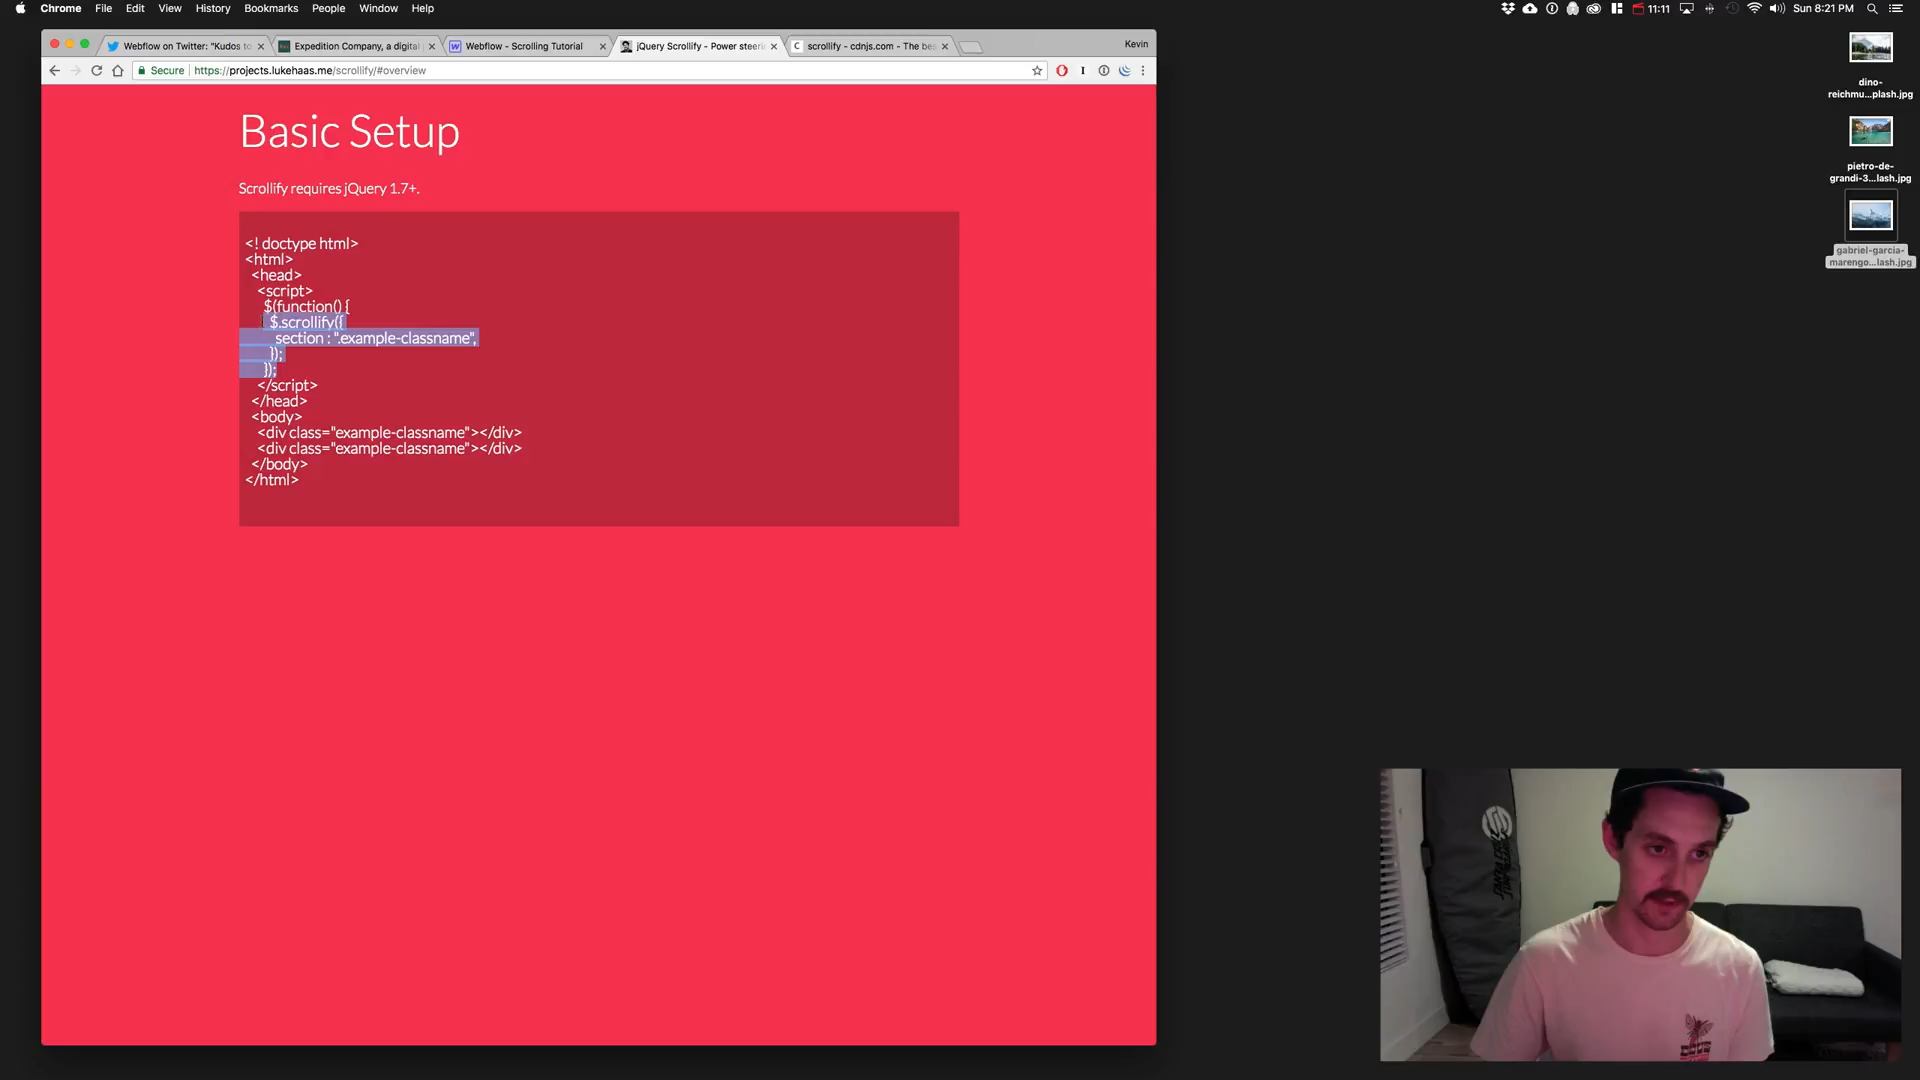 Chrome File Edit View History Bookmarks People Window Help
11:11 Sun 8:21 PM
Webflow on Twitter: "Kudos to
Expedition Company, a digital
Webflow - Scrolling Tutorial
jQuery Scrollify - Power steeri
scrollify - cdnjs.com - The be
Kevin
Secure https://projects.lukehaas.me/scrollify/#overview
Basic Setup
Scrollify requires jQuery 1.7+.
<! doctype html>
<html>
<head>
<script>
$(function() {
$.scrollify({
section : ".example-classname",
});
});
</script>
</head>
<body>
<div class="example-classname"></div>
<div class="example-classname"></div>
</body>
</html>
dino-
reichmu...plash.jpg
pietro-de-
grandi-3...lash.jpg
gabriel-garcia-
marengo...lash.jpg